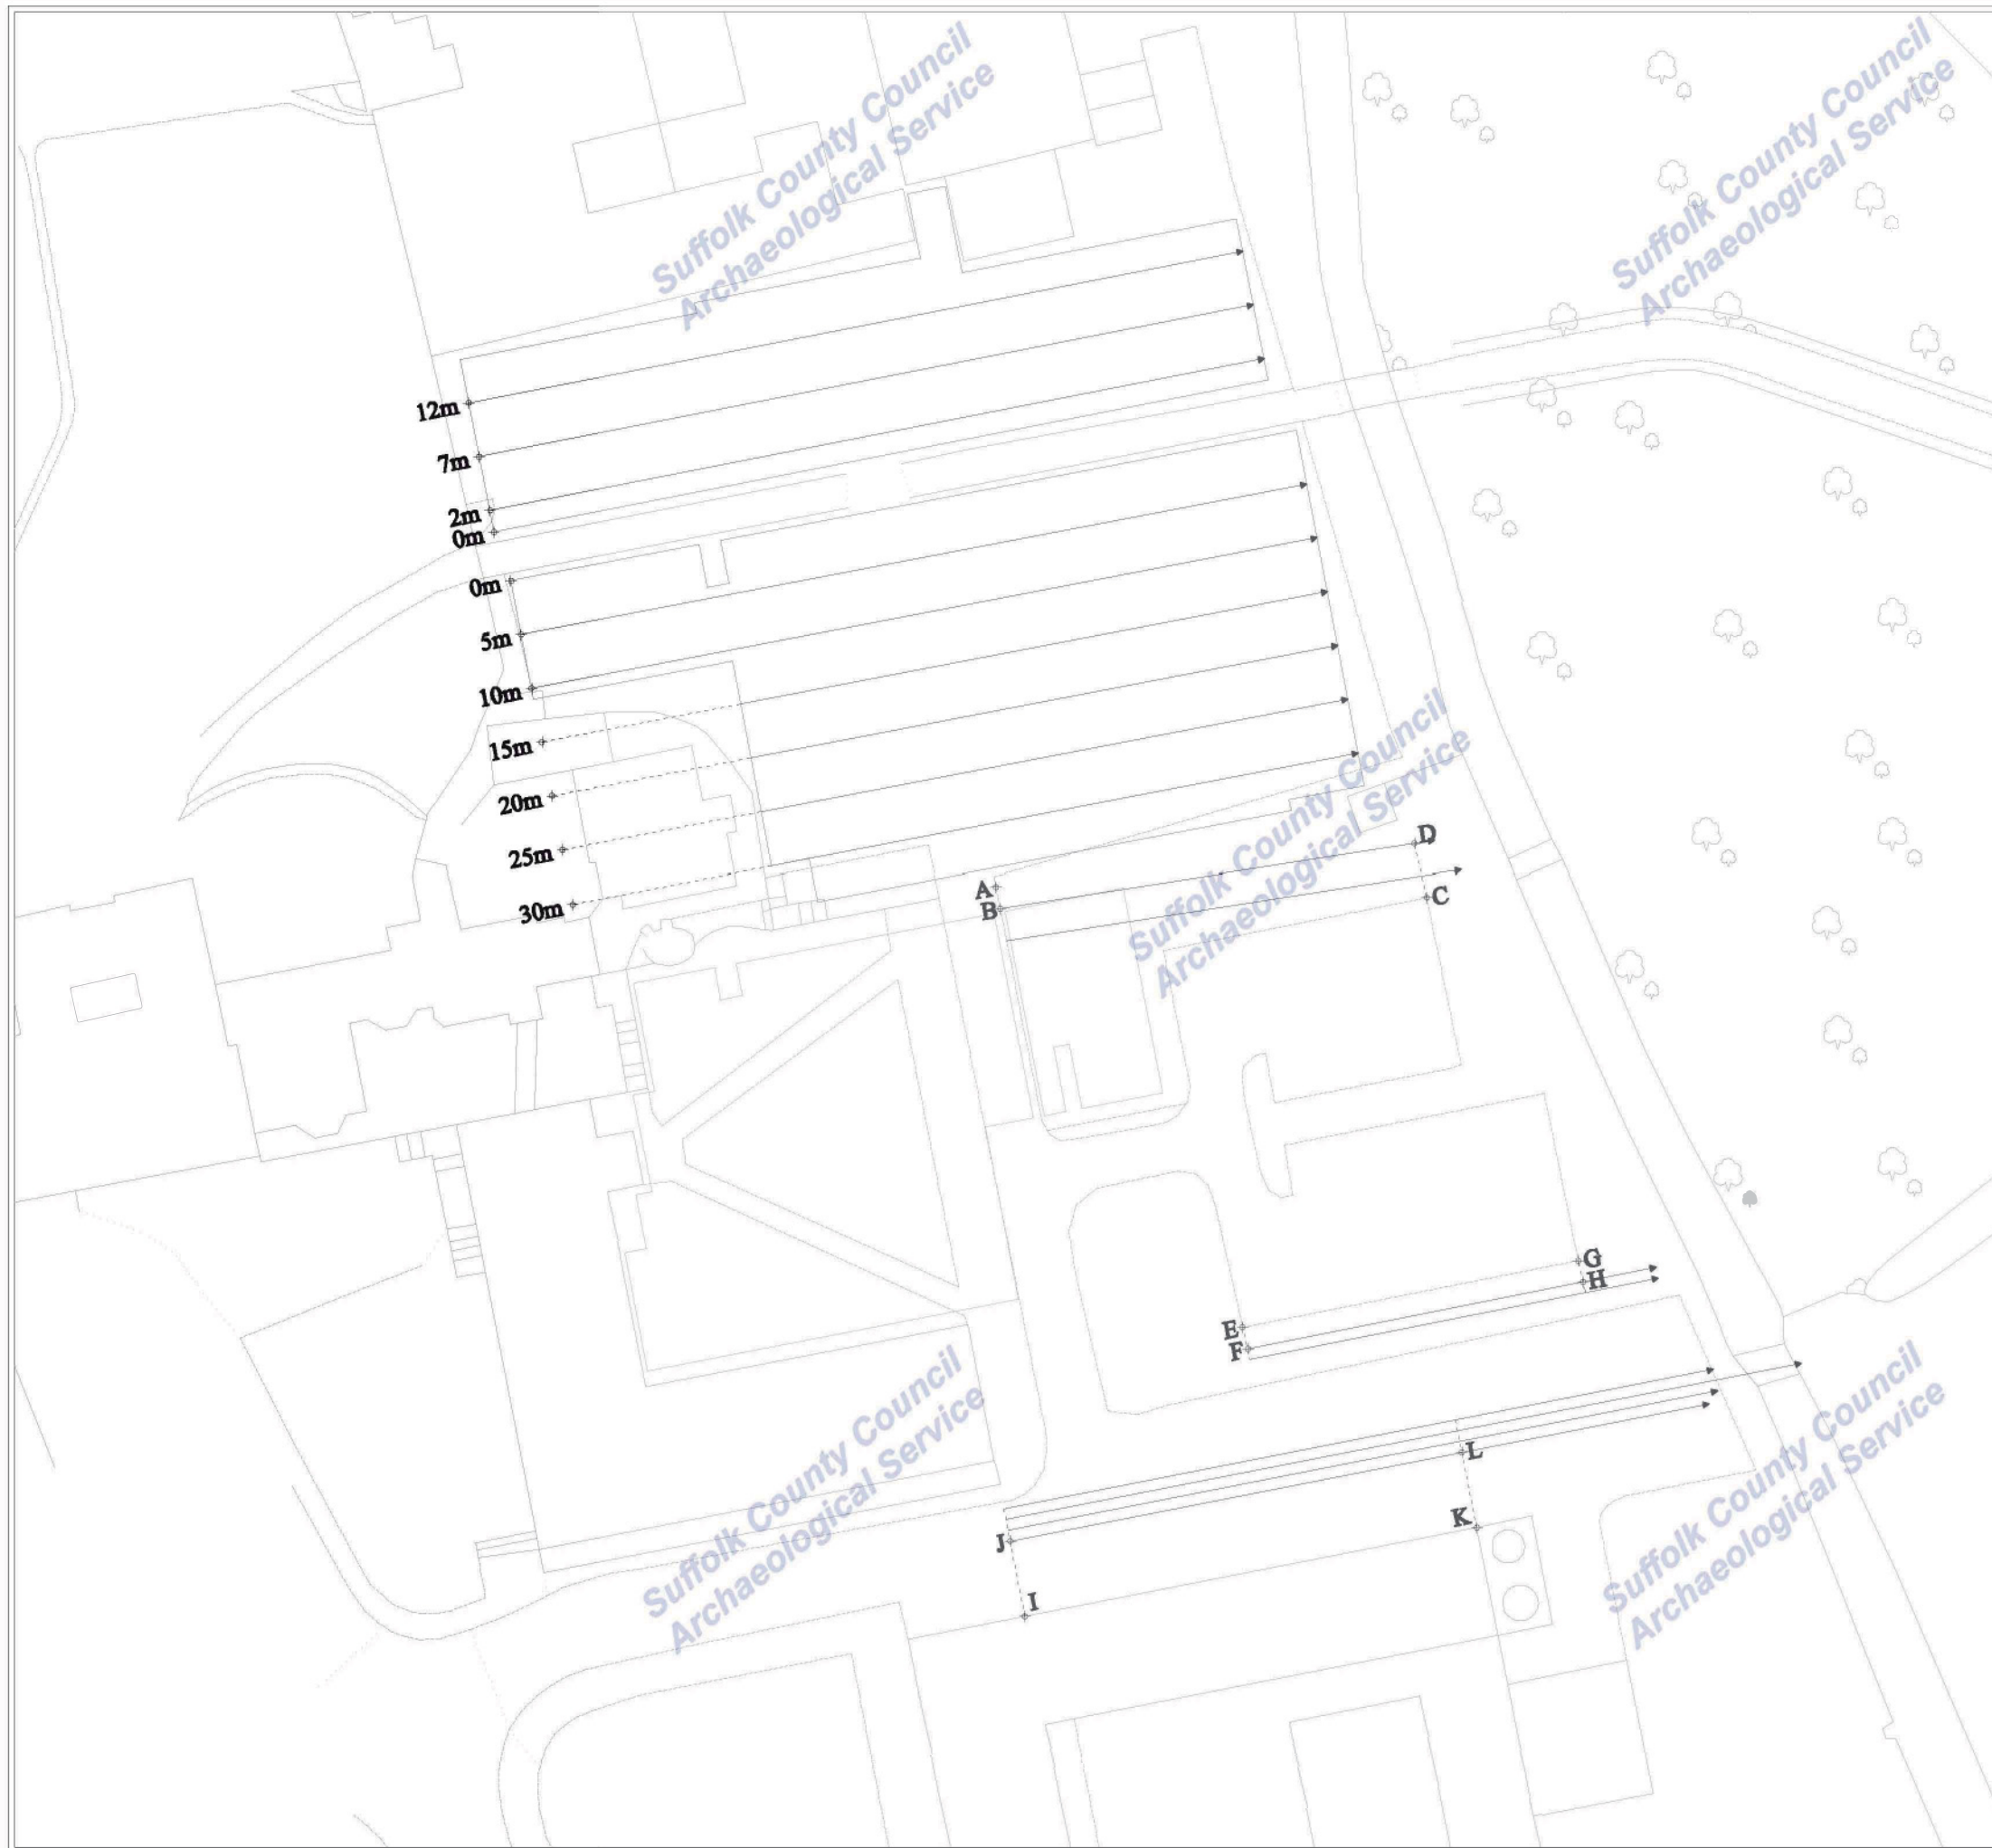 Suffolk County Council
Archaeological Service
Suffolk County Council
Archaeological Service
12m
7m
2m
0m
0m
5m
10m
15m
20m
25m
30m
Suffolk County Council
Archaeological Service
A
B
D
C
G
H
E
F
L
K
J
I
Suffolk County Council
Archaeological Service
Suffolk County Council
Archaeological Service